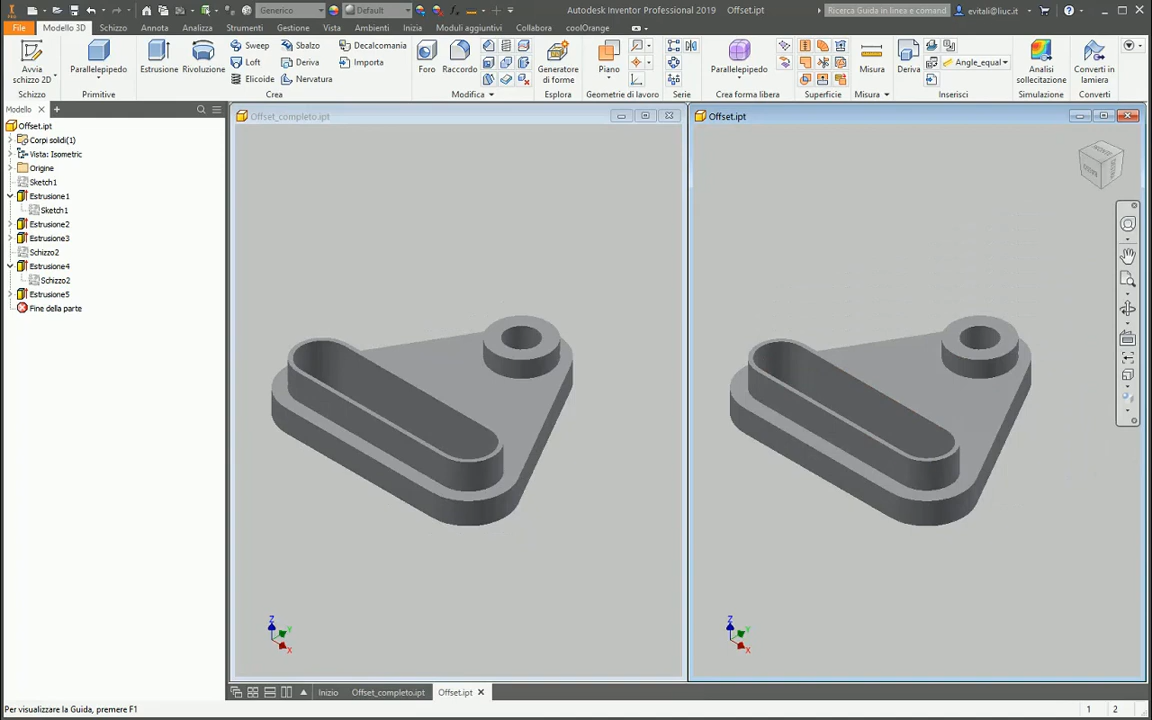 Generico
Default
Autodesk Inventor Professional 2019 Offset.ipt
Ricerca Guida in linea e comandi
evitali@liuc.it
File
Modello 3D
Schizzo
Annota
Analizza
Strumenti
Gestione
Vista
Ambienti
Inizia
Moduli aggiuntivi
Collabora
coolOrange
Avvia
schizzo 2D
Parallelepipedo
Estrusione
Rivoluzione
Sweep
Loft
Elicoide
Sbalzo
Deriva
Nervatura
Decalcomania
Importa
Foro
Raccordo
Generatore
di forme
Piano
Parallelepipedo
Misura
Deriva
Angle_equal
Analisi
sollecitazione
Converti in
lamiera
Schizzo
Primitive
Crea
Modifica
Esplora
Geometrie di lavoro
Serie
Crea forma libera
Superficie
Misura
Inserisci
Simulazione
Converti
Modello
Offset.ipt
Corpi solidi(1)
Vista: Isometric
Origine
Sketch1
Estrusione1
Sketch1
Estrusione2
Estrusione3
Schizzo2
Estrusione4
Schizzo2
Estrusione5
Fine della parte
Offset_completo.ipt
Offset.ipt
Z
Y
X
Z
Y
X
Inizio
Offset_completo.ipt
Offset.ipt
Per visualizzare la Guida, premere F1
1
2